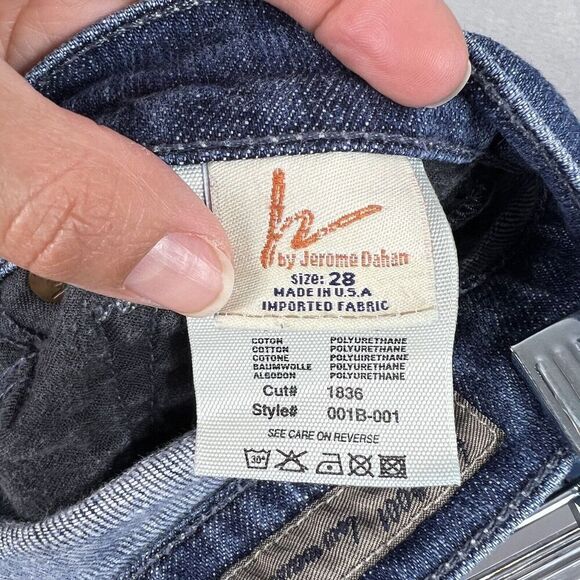 by Jerome Dahan
Size: 28
MADE IN U.S.A
IMPORTED FABRIC
COTON POLYURETHANE
COTTON POLYURETHANE
COTONE POLYURETHANE
BAUMWOLLE POLYURETHANE
ALGODON POLYURETHANE
Cut# 1836
Style# 001B-001
SEE CARE ON REVERSE
30°